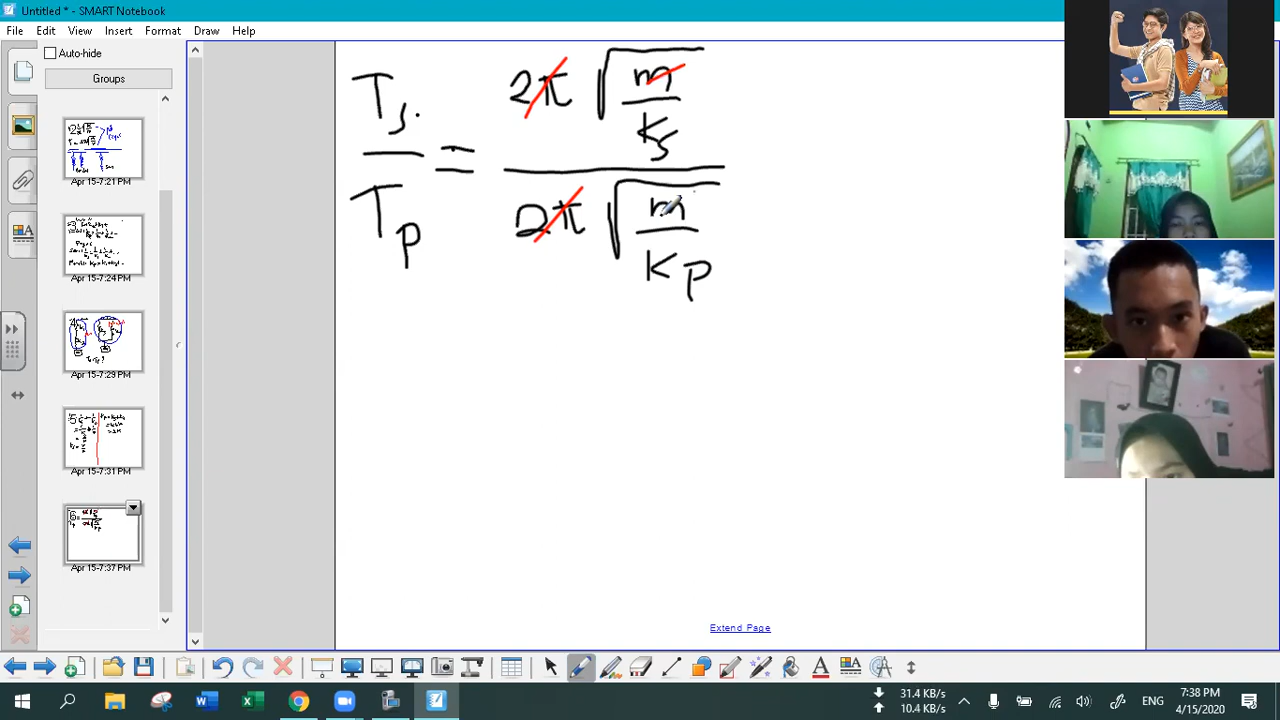 Untitled * - SMART Notebook
File Edit View Insert Format Draw Help
Auto-hide
Groups
Apr 15-7:21 PM
Apr 15-7:24 PM
Apr 15-7:29 PM
Apr 15-7:31 PM
Apr 15-7:37 PM
Ts. / Tp = 2π √(m/ks) / 2π √(m/kp)
Extend Page
31.4 KB/s
10.4 KB/s
ENG
7:38 PM
4/15/2020